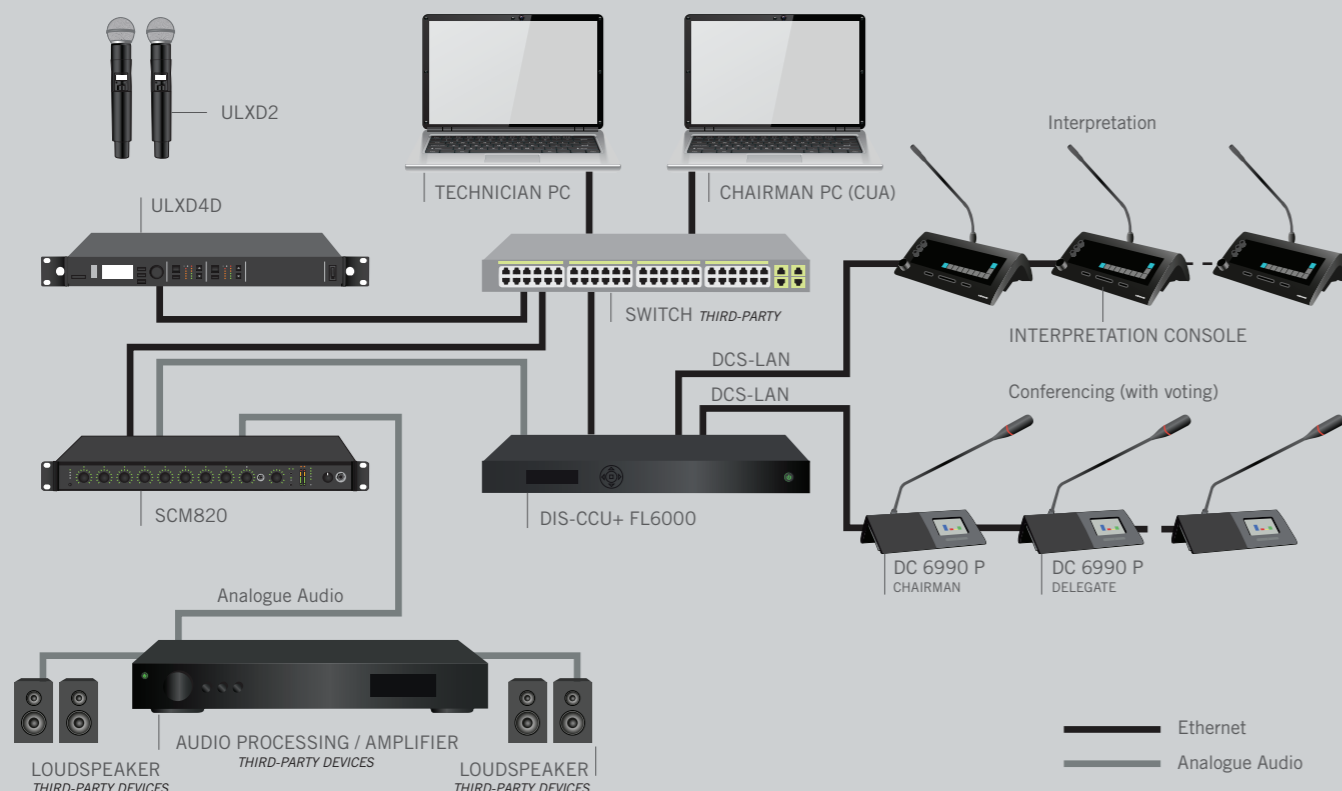 ULXD2
TECHNICIAN PC
CHAIRMAN PC (CUA)
Interpretation
ULXD4D
SWITCH THIRD-PARTY
INTERPRETATION CONSOLE
DCS-LAN
DCS-LAN
Conferencing (with voting)
SCM820
DIS-CCU+ FL6000
DC 6990 P
CHAIRMAN
DC 6990 P
DELEGATE
Analogue Audio
AUDIO PROCESSING / AMPLIFIER
THIRD-PARTY DEVICES
LOUDSPEAKER
THIRD-PARTY DEVICES
LOUDSPEAKER
THIRD-PARTY DEVICES
Ethernet
Analogue Audio